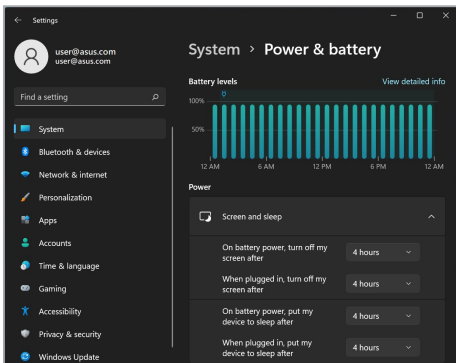 Settings
user@asus.com
user@asus.com
Find a setting
System
Bluetooth & devices
Network & internet
Personalization
Apps
Accounts
Time & language
Gaming
Accessibility
Privacy & security
Windows Update
System > Power & battery
Battery levels
View detailed info
100%
50%
12 AM 6 AM 12 PM 6 PM 12 AM
Power
Screen and sleep
On battery power, turn off my
screen after
4 hours
When plugged in, turn off my
screen after
4 hours
On battery power, put my
device to sleep after
4 hours
When plugged in, put my
device to sleep after
4 hours